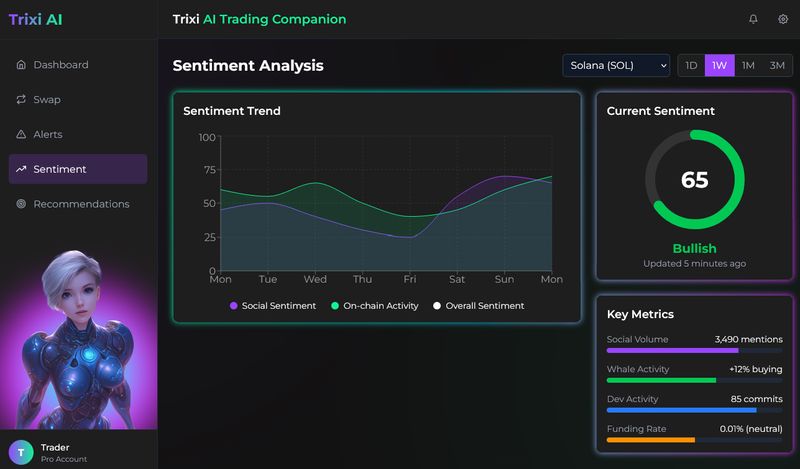 Trixi AI
Trixi AI Trading Companion
Dashboard
Swap
Alerts
Sentiment
Recommendations
T
Trader
Pro Account
Sentiment Analysis
Solana (SOL)
1D 1W 1M 3M
Sentiment Trend
100
75
50
25
0
Mon Tue Wed Thu Fri Sat Sun Mon
Social Sentiment On-chain Activity Overall Sentiment
Current Sentiment
65
Bullish
Updated 5 minutes ago
Key Metrics
Social Volume 3,490 mentions
Whale Activity +12% buying
Dev Activity 85 commits
Funding Rate 0.01% (neutral)